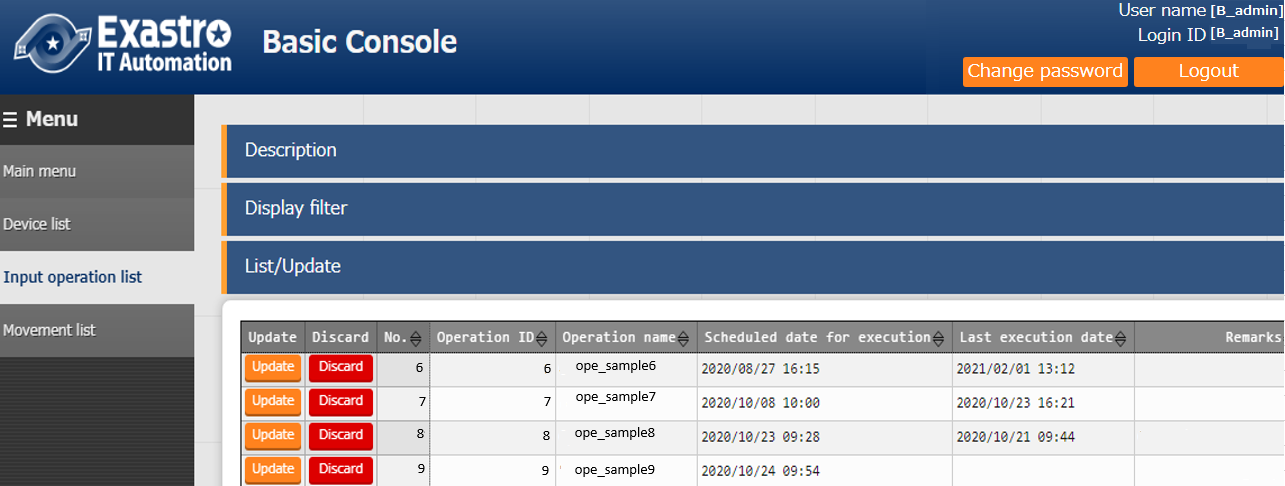 Exastro
IT Automation
Basic Console
User name [B_admin]
Login ID [B_admin]
Change password Logout
Menu
Main menu
Device list
Input operation list
Movement list
Description
Display filter
List/Update
Update Discard No. Operation ID Operation name Scheduled date for execution Last execution date Remarks
Update Discard 6 6 ope_sample6 2020/08/27 16:15 2021/02/01 13:12
Update Discard 7 7 ope_sample7 2020/10/08 10:00 2020/10/23 16:21
Update Discard 8 8 ope_sample8 2020/10/23 09:28 2020/10/21 09:44
Update Discard 9 9 ope_sample9 2020/10/24 09:54